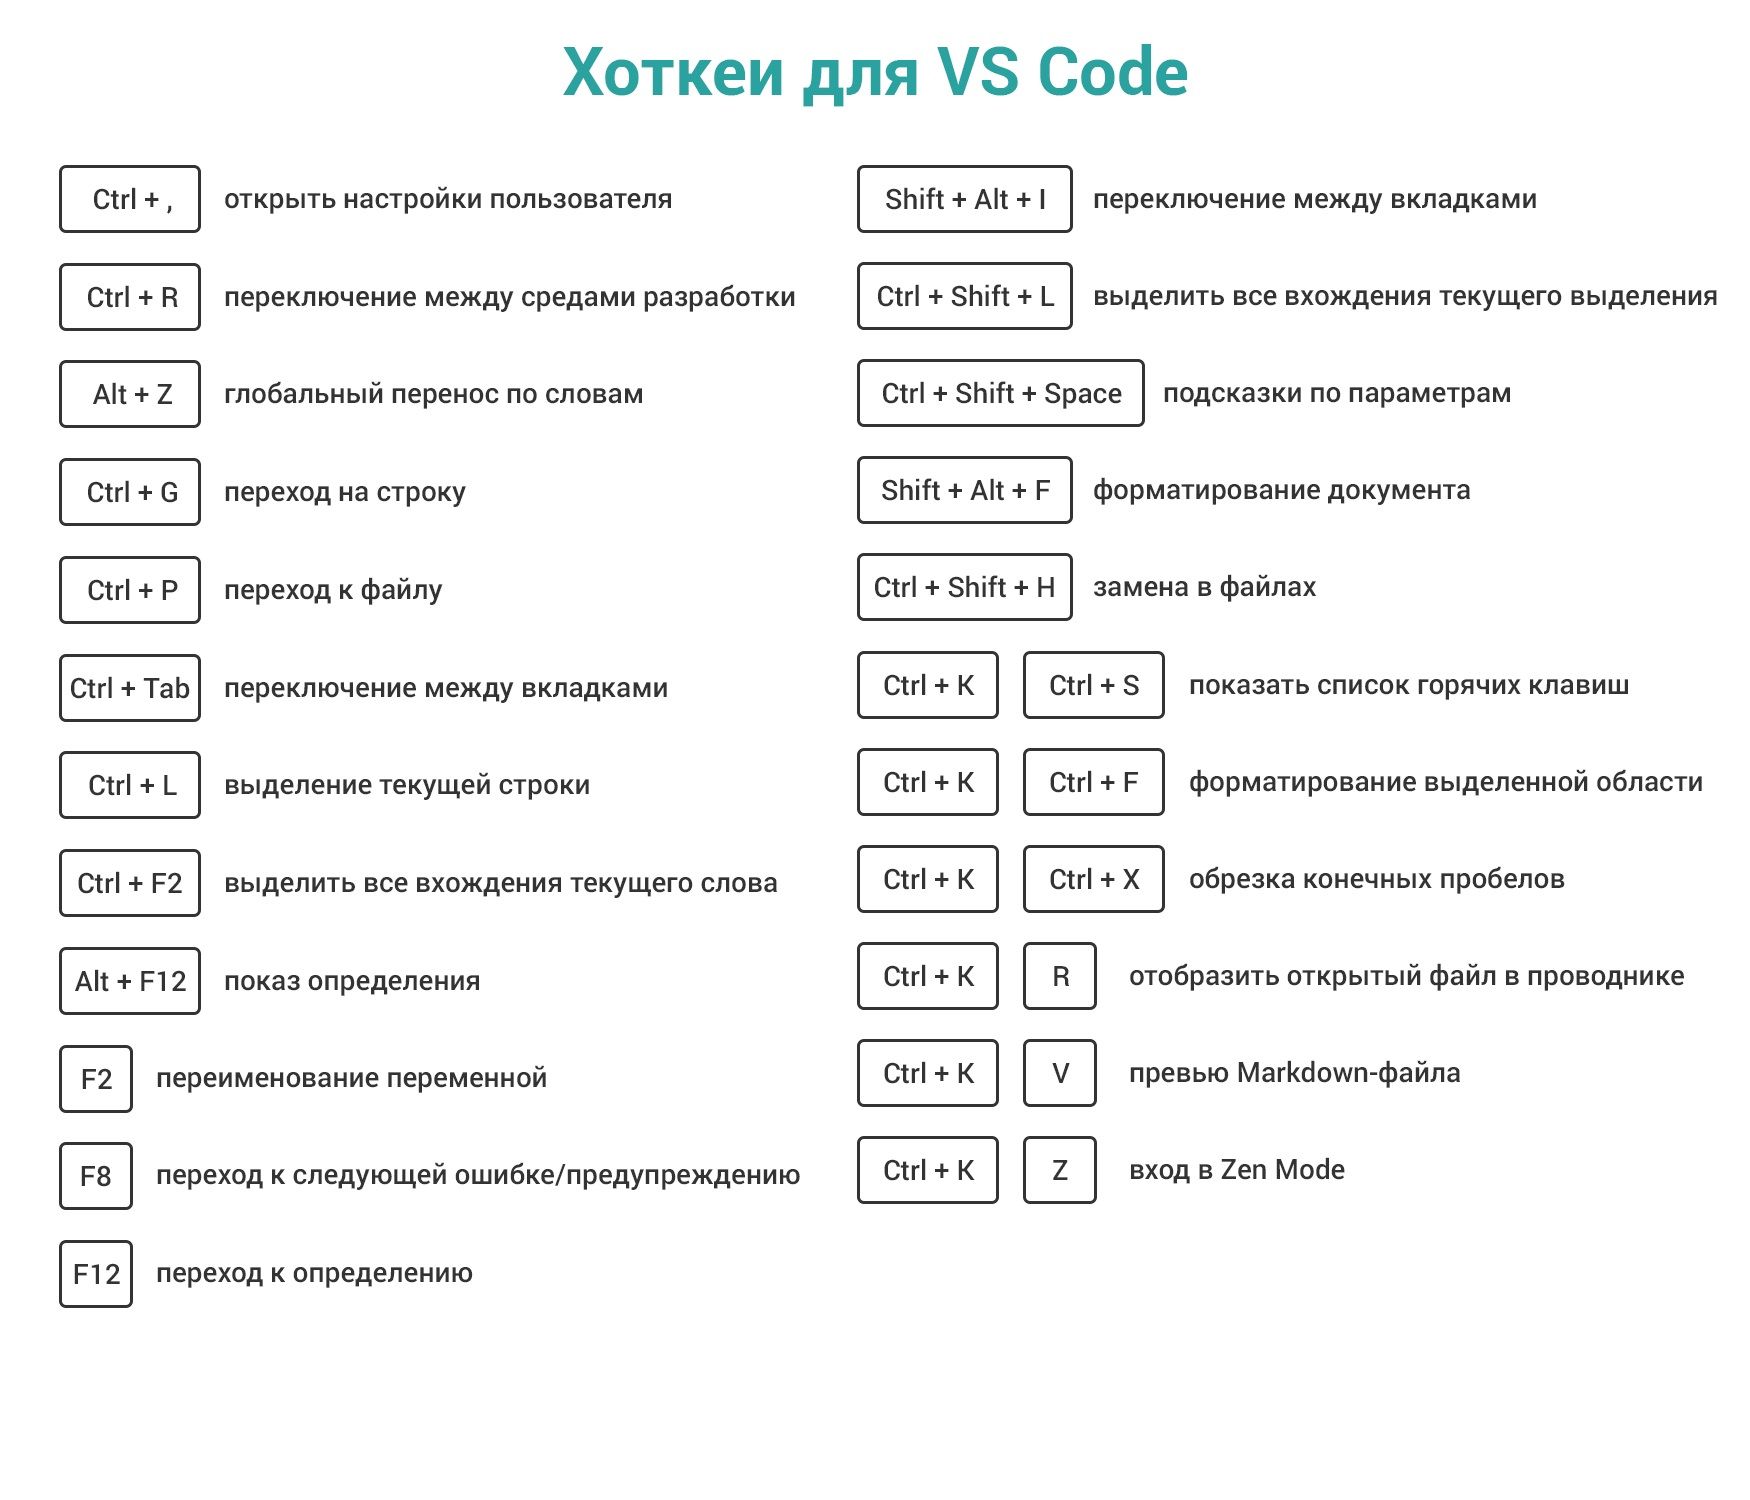 Хоткеи для VS Code
Ctrl + , открыть настройки пользователя
Ctrl + R переключение между средами разработки
Alt + Z глобальный перенос по словам
Ctrl + G переход на строку
Ctrl + P переход к файлу
Ctrl + Tab переключение между вкладками
Ctrl + L выделение текущей строки
Ctrl + F2 выделить все вхождения текущего слова
Alt + F12 показ определения
F2 переименование переменной
F8 переход к следующей ошибке/предупреждению
F12 переход к определению
Shift + Alt + I переключение между вкладками
Ctrl + Shift + L выделить все вхождения текущего выделения
Ctrl + Shift + Space подсказки по параметрам
Shift + Alt + F форматирование документа
Ctrl + Shift + H замена в файлах
Ctrl + K Ctrl + S показать список горячих клавиш
Ctrl + K Ctrl + F форматирование выделенной области
Ctrl + K Ctrl + X обрезка конечных пробелов
Ctrl + K R отобразить открытый файл в проводнике
Ctrl + K V превью Markdown-файла
Ctrl + K Z вход в Zen Mode